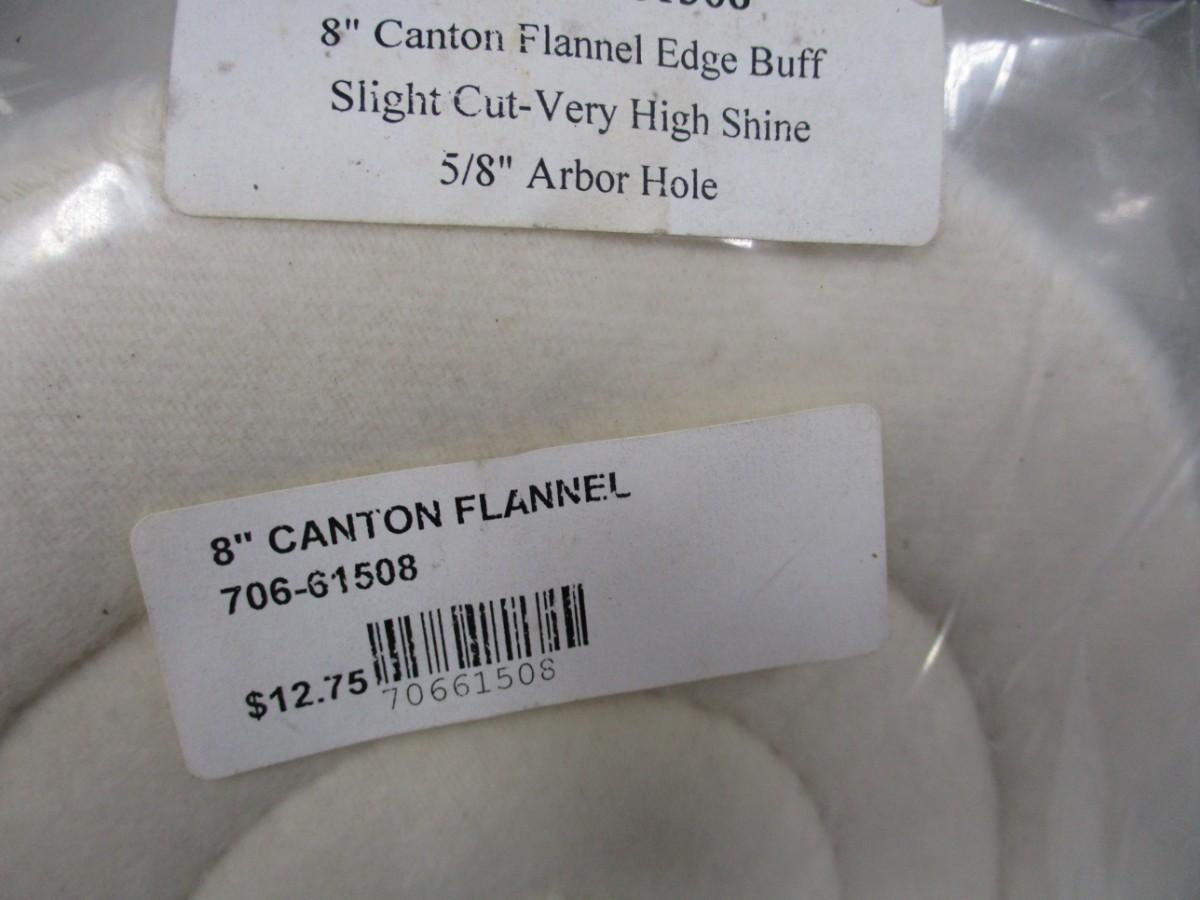 8" Canton Flannel Edge Buff
Slight Cut-Very High Shine
5/8" Arbor Hole
8" CANTON FLANNEL
706-61508
$12.75
70661508